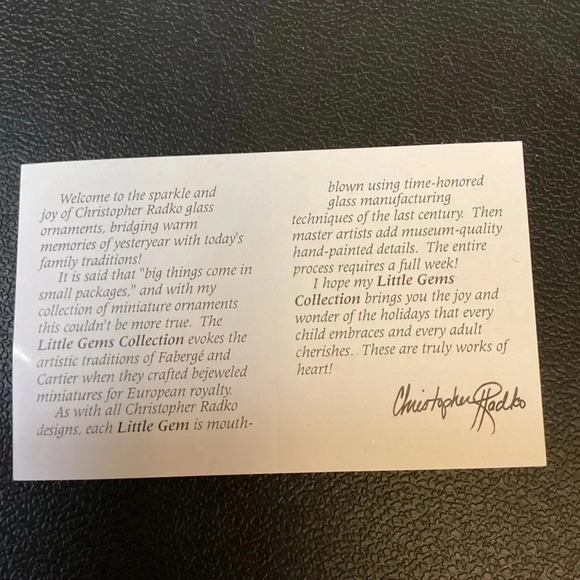 Welcome to the sparkle and
joy of Christopher Radko glass
ornaments, bridging warm
memories of yesteryear with today's
family traditions!
It is said that "big things come in
small packages," and with my
collection of miniature ornaments
this couldn't be more true. The
Little Gems Collection evokes the
artistic traditions of Fabergé and
Cartier when they crafted bejeweled
miniatures for European royalty.
As with all Christopher Radko
designs, each Little Gem is mouth-
blown using time-honored
glass manufacturing
techniques of the last century. Then
master artists add museum-quality
hand-painted details. The entire
process requires a full week!
I hope my Little Gems
Collection brings you the joy and
wonder of the holidays that every
child embraces and every adult
cherishes. These are truly works of
heart!
Christopher Radko